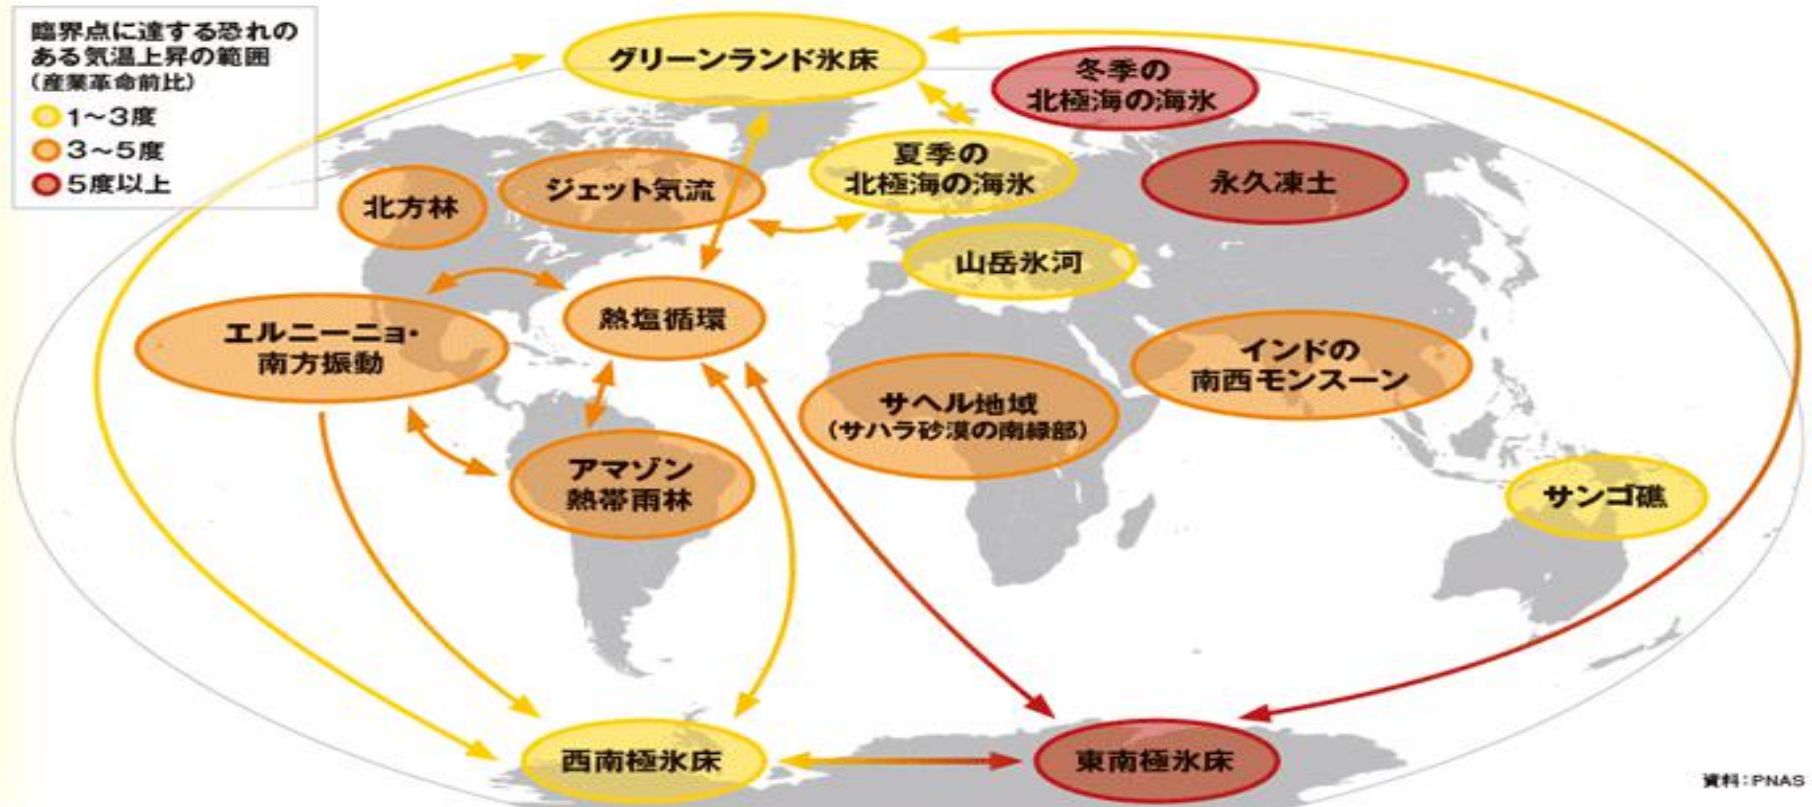 臨界点に達する恐れの
ある気温上昇の範囲
(産業革命前比)
1〜3度
3〜5度
5度以上
グリーンランド氷床
冬季の
北極海の海氷
夏季の
北極海の海氷
永久凍土
北方林
ジェット気流
山岳氷河
エルニーニョ・
南方振動
熱塩循環
インドの
南西モンスーン
サヘル地域
(サハラ砂漠の南縁部)
アマゾン
熱帯雨林
サンゴ礁
西南極氷床
東南極氷床
資料:PNAS